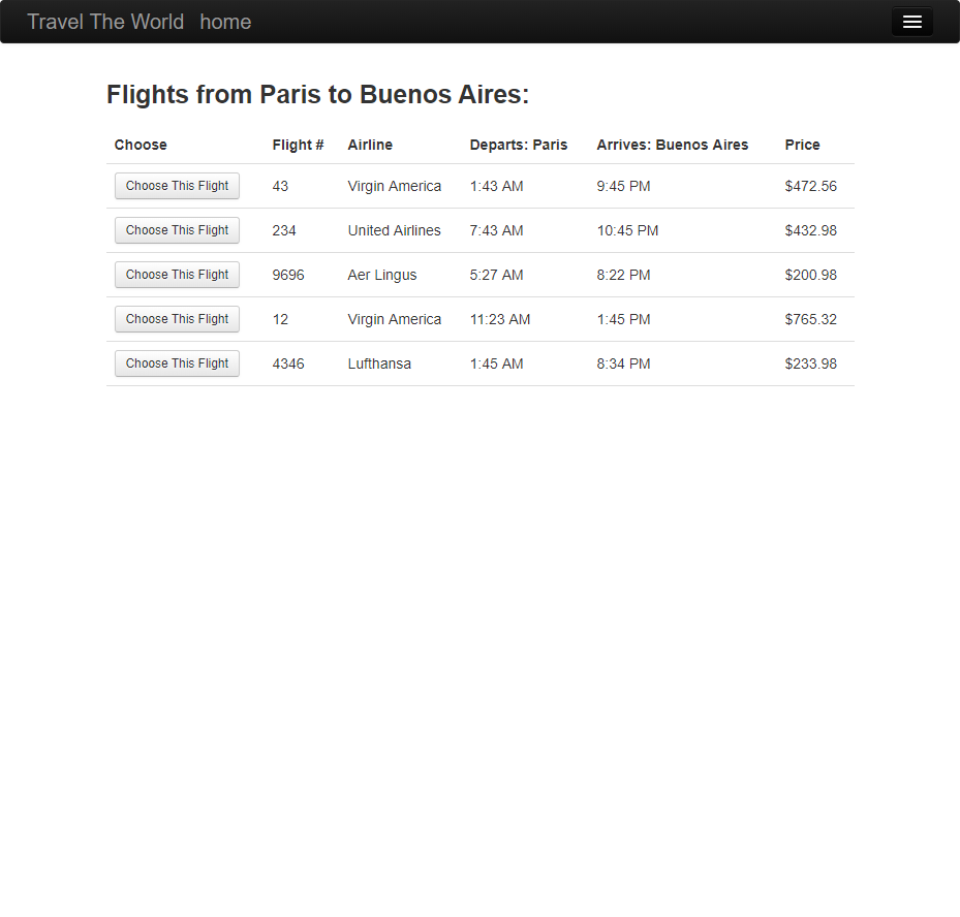 Travel The World home
Flights from Paris to Buenos Aires:
Choose Flight # Airline Departs: Paris Arrives: Buenos Aires Price
Choose This Flight 43 Virgin America 1:43 AM 9:45 PM $472.56
Choose This Flight 234 United Airlines 7:43 AM 10:45 PM $432.98
Choose This Flight 9696 Aer Lingus 5:27 AM 8:22 PM $200.98
Choose This Flight 12 Virgin America 11:23 AM 1:45 PM $765.32
Choose This Flight 4346 Lufthansa 1:45 AM 8:34 PM $233.98